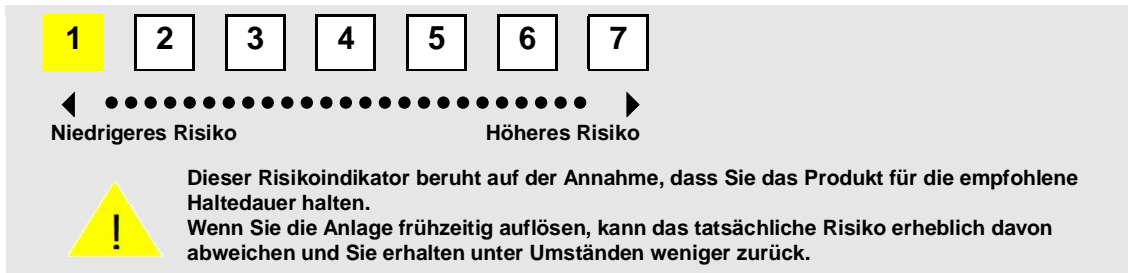 1 2 3 4 5 6 7
Niedrigeres Risiko Höheres Risiko
Dieser Risikoindikator beruht auf der Annahme, dass Sie das Produkt für die empfohlene
Haltedauer halten.
!
Wenn Sie die Anlage frühzeitig auflösen, kann das tatsächliche Risiko erheblich davon
abweichen und Sie erhalten unter Umständen weniger zurück.